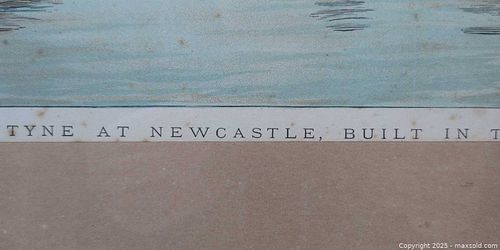 TYNE AT NEWCASTLE, BUILT IN T
Copyright 2025 - maxsold.com